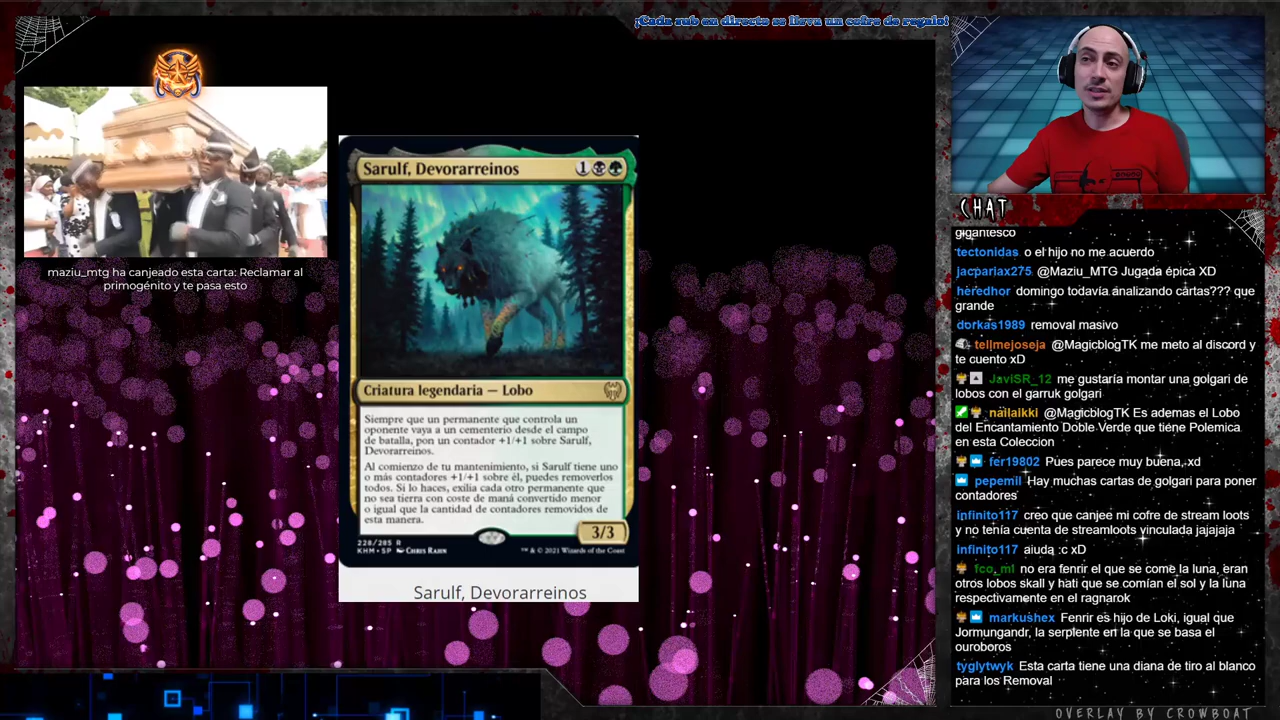 ¡Cada sub en directo se lleva un cofre de regalo!
maziu_mtg ha canjeado esta carta: Reclamar al
primogénito y te pasa esto
Sarulf, Devorarreinos
1
Criatura legendaria — Lobo
Siempre que un permanente que controla un
oponente vaya a un cementerio desde el campo
de batalla, pon un contador +1/+1 sobre Sarulf,
Devorarreinos.
Al comienzo de tu mantenimiento, si Sarulf tiene uno
o más contadores +1/+1 sobre él, puedes removerlos
todos. Si lo haces, exilia cada otro permanente que
no sea tierra con coste de maná convertido menor
o igual que la cantidad de contadores removidos de
esta manera.
3/3
228/285 R
KHM • SP CHRIS RAHN
™ & © 2021 Wizards of the Coast
Sarulf, Devorarreinos
CHAT
gigantesco
tectonidas o el hijo no me acuerdo
jacpariax275 @Maziu_MTG Jugada épica XD
heredhor domingo todavía analizando cartas??? que
grande
dorkas1989 removal masivo
tellmejoseja @MagicblogTK me meto al discord y
te cuento xD
JaviSR_12 me gustaría montar una golgari de
lobos con el garruk golgari
nailaikki @MagicblogTK Es ademas el Lobo
del Encantamiento Doble Verde que tiene Polemica
en esta Coleccion
fer19802 Pues parece muy buena, xd
pepemil Hay muchas cartas de golgari para poner
contadores
infinito117 creo que canjee mi cofre de stream loots
y no tenía cuenta de streamloots vinculada jajajaja
infinito117 aiuda :c xD
fco_m1 no era fenrir el que se come la luna, eran
otros lobos skall y hati que se comían el sol y la luna
respectivamente en el ragnarok
markushex Fenrir es hijo de Loki, igual que
Jormungandr, la serpiente en la que se basa el
ouroboros
tyglytwyk Esta carta tiene una diana de tiro al blanco
para los Removal
OVERLAY BY CROWBOAT